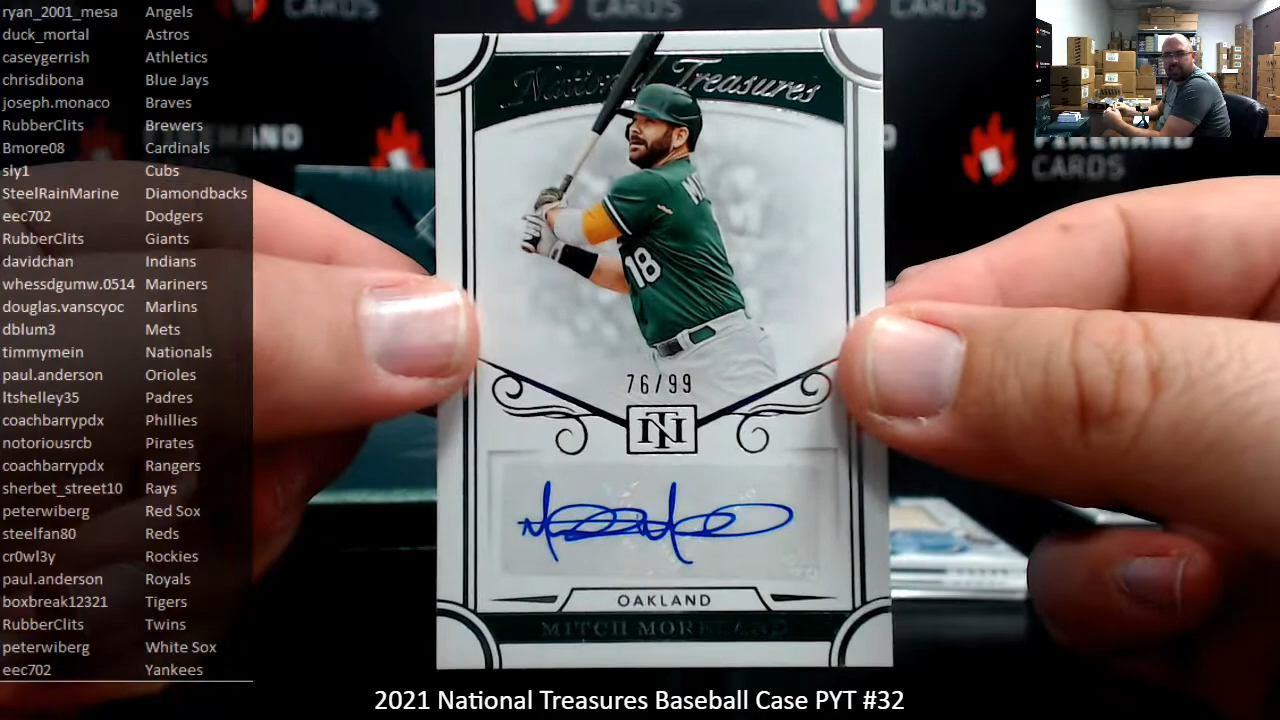 ryan_2001_mesa Angels
duck_mortal Astros
caseygerrish Athletics
chrisdibona Blue Jays
joseph.monaco Braves
RubberClits Brewers
Bmore08 Cardinals
sly1 Cubs
SteelRainMarine Diamondbacks
eec702 Dodgers
RubberClits Giants
davidchan Indians
whessdgumw.0514 Mariners
douglas.vanscyoc Marlins
dblum3 Mets
timmymein Nationals
paul.anderson Orioles
ltshelley35 Padres
coachbarrypdx Phillies
notoriousrcb Pirates
coachbarrypdx Rangers
sherbet_street10 Rays
peterwiberg Red Sox
steelfan80 Reds
cr0wl3y Rockies
paul.anderson Royals
boxbreak12321 Tigers
RubberClits Twins
peterwiberg White Sox
eec702 Yankees
CARDS
CARDS
CARDS
CARDS
National Treasures
18
76/99
NT
OAKLAND
MITCH MORELAND
2021 National Treasures Baseball Case PYT #32